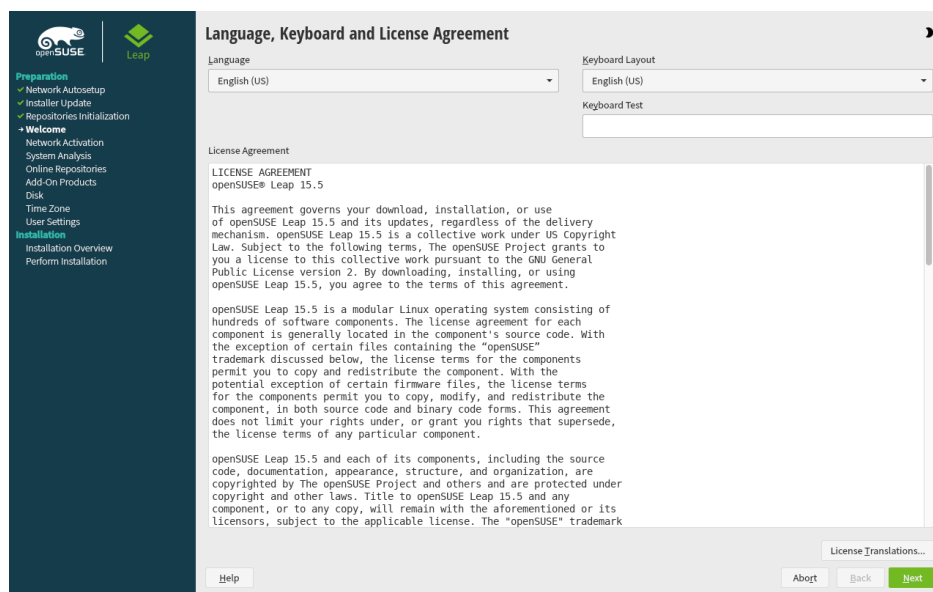 openSUSE
Leap
Preparation
Network Autosetup
Installer Update
Repositories Initialization
Welcome
Network Activation
System Analysis
Online Repositories
Add-On Products
Disk
Time Zone
User Settings
Installation
Installation Overview
Perform Installation
Language, Keyboard and License Agreement
Language
English (US)
Keyboard Layout
English (US)
Keyboard Test
License Agreement
LICENSE AGREEMENT
openSUSE® Leap 15.5
This agreement governs your download, installation, or use
of openSUSE Leap 15.5 and its updates, regardless of the delivery
mechanism. openSUSE Leap 15.5 is a collective work under US Copyright
Law. Subject to the following terms, The openSUSE Project grants to
you a license to this collective work pursuant to the GNU General
Public License version 2. By downloading, installing, or using
openSUSE Leap 15.5, you agree to the terms of this agreement.
openSUSE Leap 15.5 is a modular Linux operating system consisting of
hundreds of software components. The license agreement for each
component is generally located in the component's source code. With
the exception of certain files containing the “openSUSE”
trademark discussed below, the license terms for the components
permit you to copy and redistribute the component. With the
potential exception of certain firmware files, the license terms
for the components permit you to copy, modify, and redistribute the
component, in both source code and binary code forms. This agreement
does not limit your rights under, or grant you rights that supersede,
the license terms of any particular component.
openSUSE Leap 15.5 and each of its components, including the source
code, documentation, appearance, structure, and organization, are
copyrighted by The openSUSE Project and others and are protected under
copyright and other laws. Title to openSUSE Leap 15.5 and any
component, or to any copy, will remain with the aforementioned or its
licensors, subject to the applicable license. The "openSUSE" trademark
License Translations...
Help
Abort
Back
Next